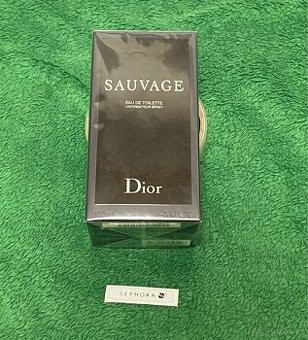 SAUVAGE
EAU DE TOILETTE
VAPORISATEUR SPRAY
Dior
SEPHORA